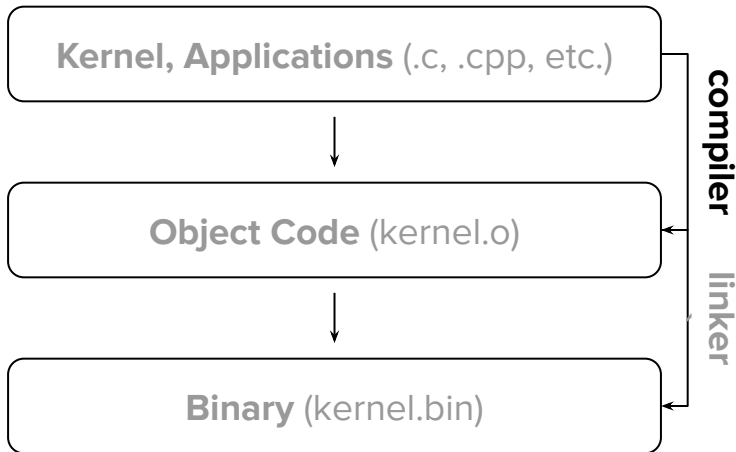 Kernel, Applications (.c, .cpp, etc.)
compiler
Object Code (kernel.o)
linker
Binary (kernel.bin)